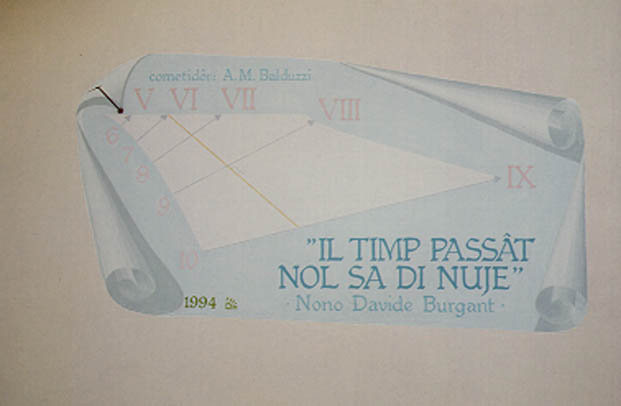 cometidôr: A. M. Balduzzi
V VI VII VIII
IX
6
7
8
9
10
"IL TIMP PASSÂT
NOL SA DI NUJE"
· Nono Davide Burgant ·
1994